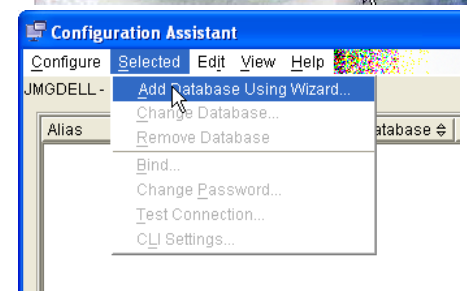 Configuration Assistant
Configure Selected Edit View Help
JMGDELL -
Add Database Using Wizard...
Change Database...
Alias atabase
Remove Database
Bind...
Change Password...
Test Connection...
CLI Settings...